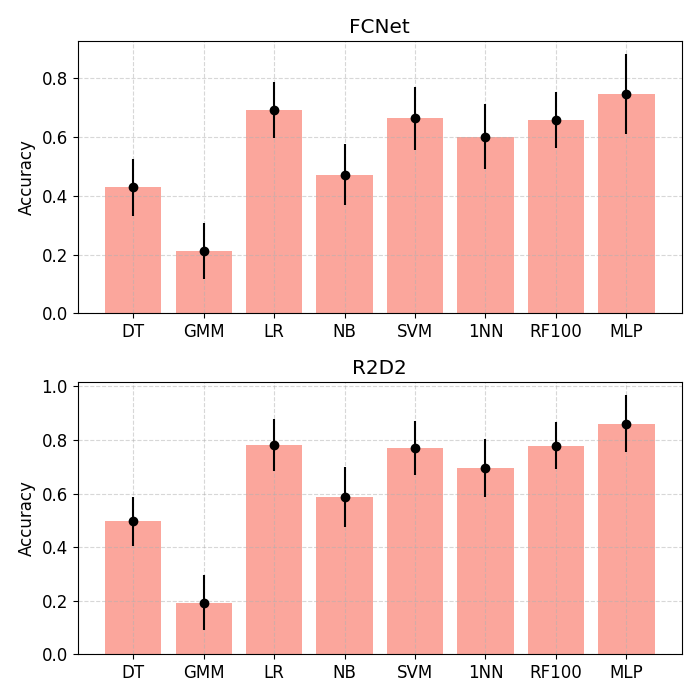 FCNet
Accuracy
0.8
0.6
0.4
0.2
0.0
DT GMM LR NB SVM 1NN RF100 MLP
R2D2
Accuracy
1.0
0.8
0.6
0.4
0.2
0.0
DT GMM LR NB SVM 1NN RF100 MLP